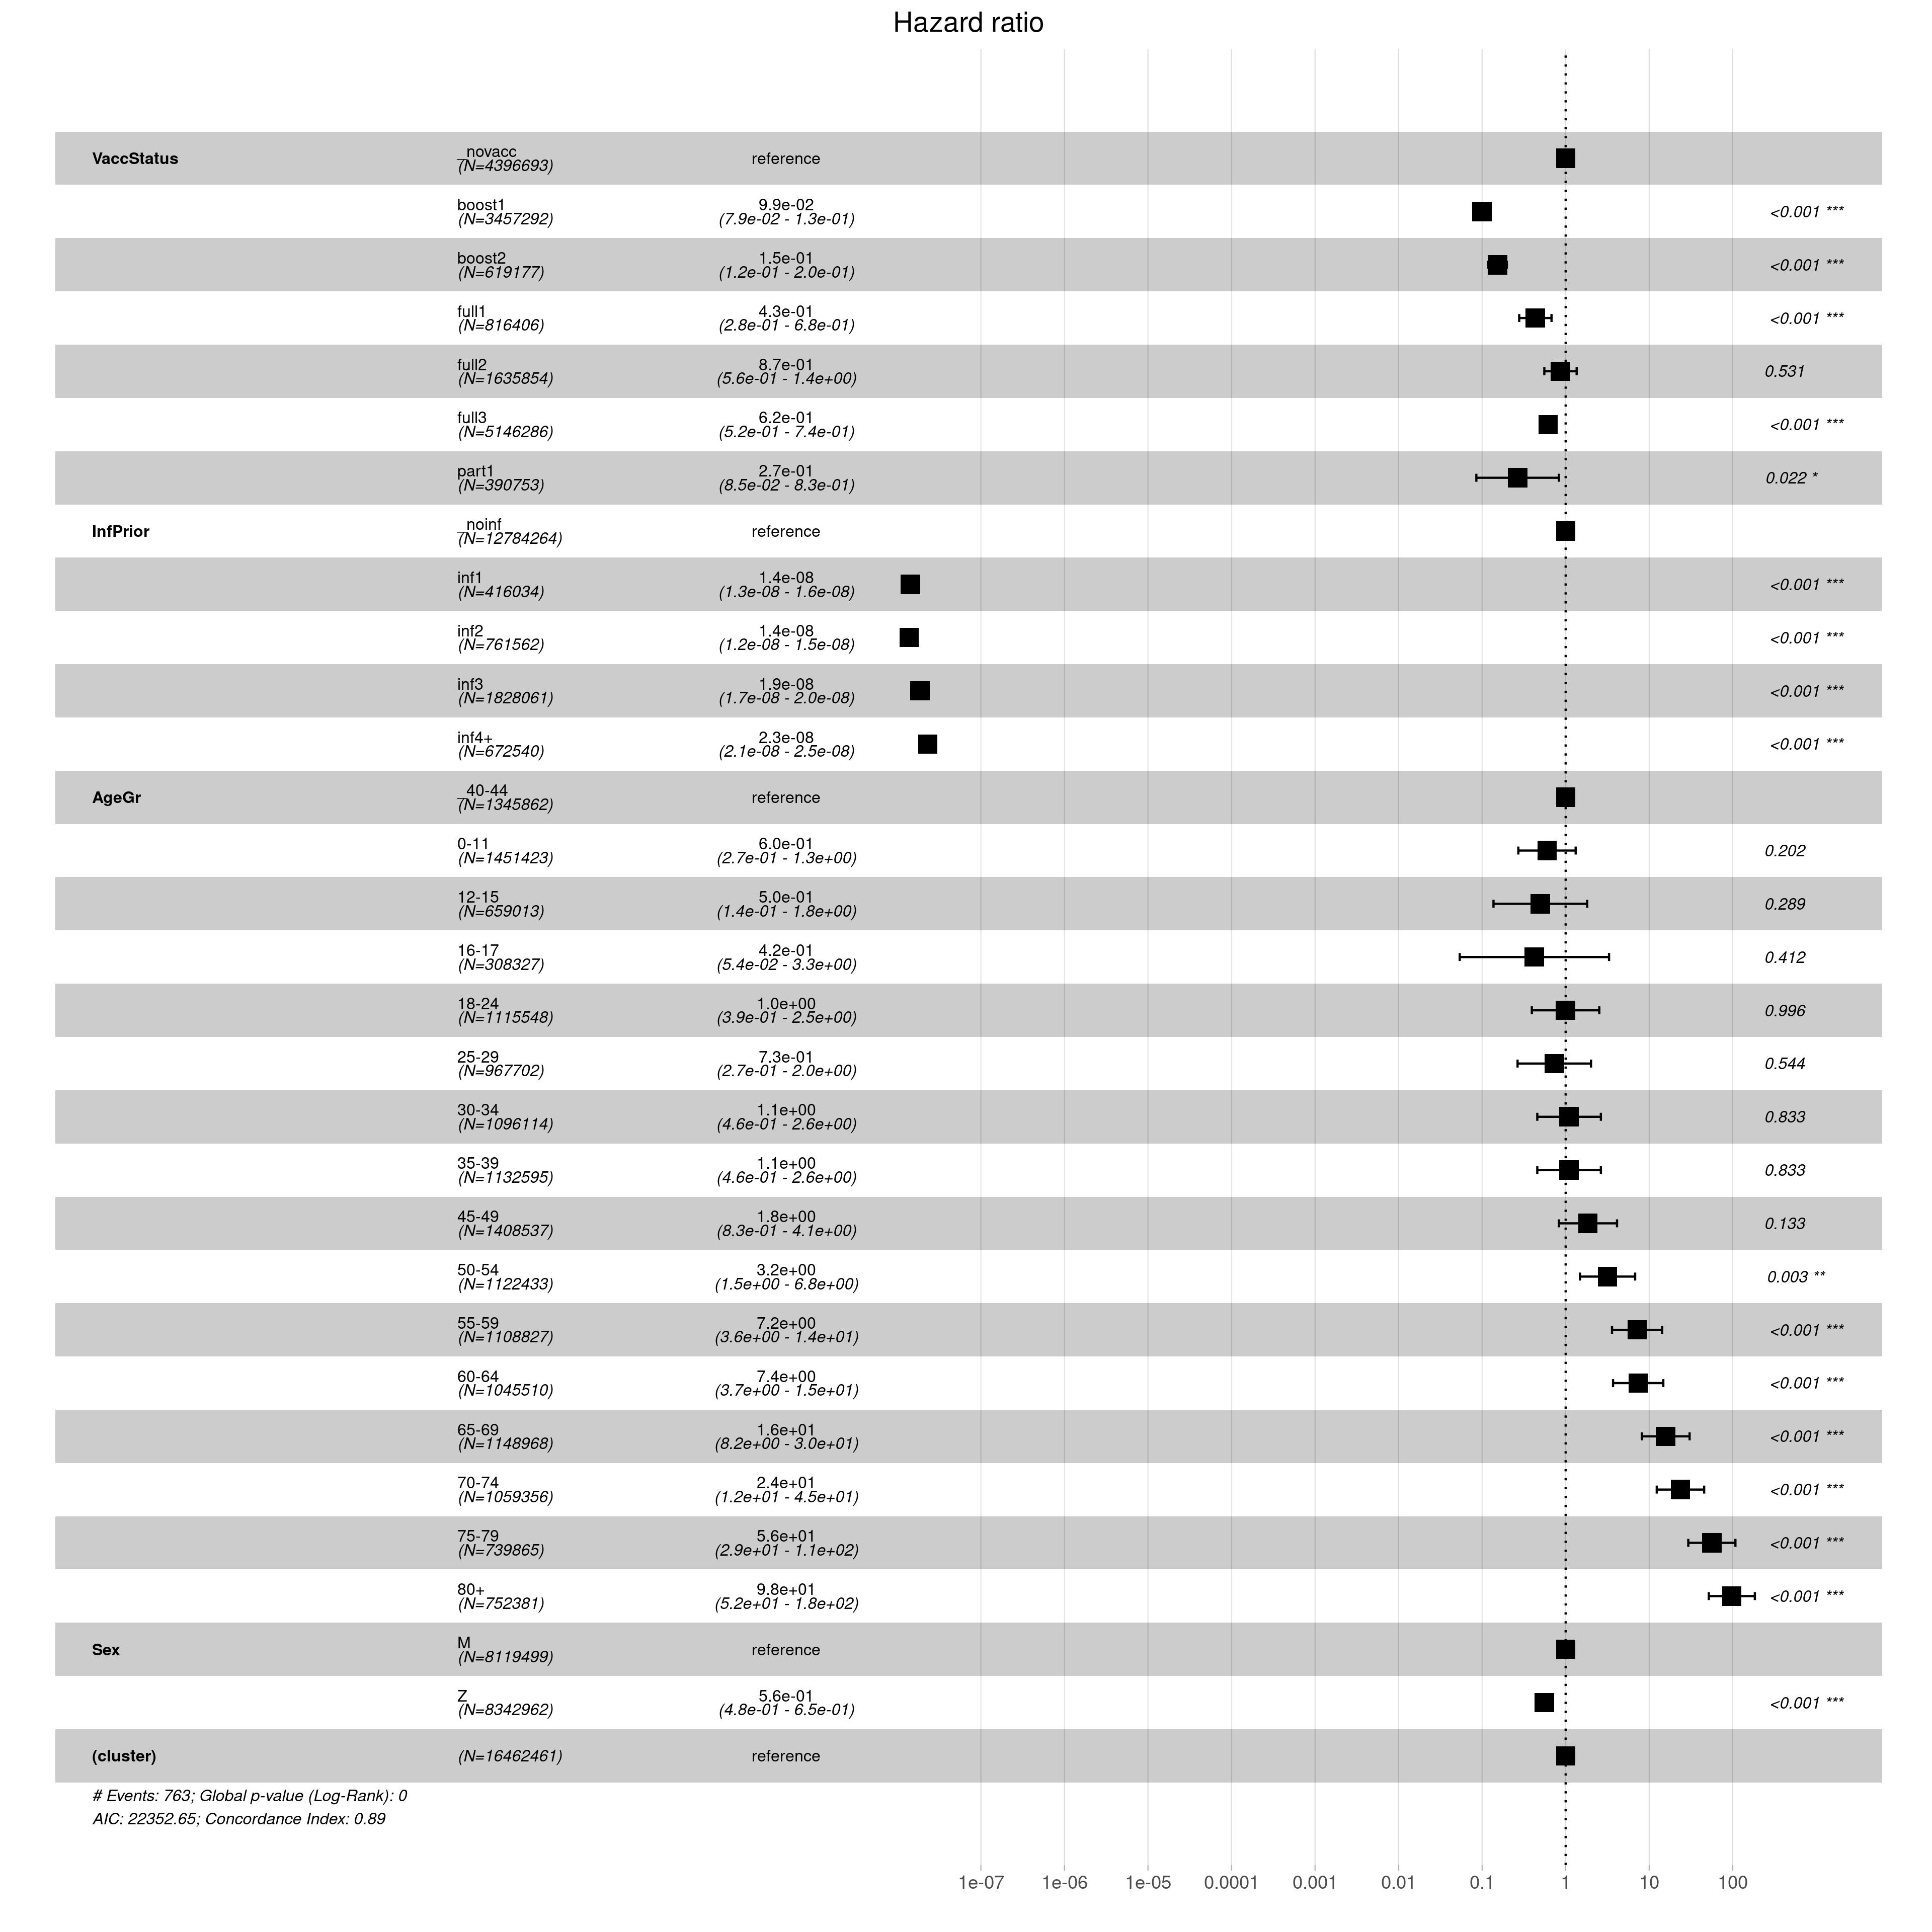 Hazard ratio
VaccStatus _novacc reference
(N=4396693)
boost1 9.9e-02 <0.001 ***
(N=3457292) (7.9e-02 - 1.3e-01)
boost2 1.5e-01 <0.001 ***
(N=619177) (1.2e-01 - 2.0e-01)
full1 4.3e-01 <0.001 ***
(N=816406) (2.8e-01 - 6.8e-01)
full2 8.7e-01 0.531
(N=1635854) (5.6e-01 - 1.4e+00)
full3 6.2e-01 <0.001 ***
(N=5146286) (5.2e-01 - 7.4e-01)
part1 2.7e-01 0.022 *
(N=390753) (8.5e-02 - 8.3e-01)
InfPrior _noinf reference
(N=12784264)
inf1 1.4e-08 <0.001 ***
(N=416034) (1.3e-08 - 1.6e-08)
inf2 1.4e-08 <0.001 ***
(N=761562) (1.2e-08 - 1.5e-08)
inf3 1.9e-08 <0.001 ***
(N=1828061) (1.7e-08 - 2.0e-08)
inf4+ 2.3e-08 <0.001 ***
(N=672540) (2.1e-08 - 2.5e-08)
AgeGr _40-44 reference
(N=1345862)
0-11 6.0e-01 0.202
(N=1451423) (2.7e-01 - 1.3e+00)
12-15 5.0e-01 0.289
(N=659013) (1.4e-01 - 1.8e+00)
16-17 4.2e-01 0.412
(N=308327) (5.4e-02 - 3.3e+00)
18-24 1.0e+00 0.996
(N=1115548) (3.9e-01 - 2.5e+00)
25-29 7.3e-01 0.544
(N=967702) (2.7e-01 - 2.0e+00)
30-34 1.1e+00 0.833
(N=1096114) (4.6e-01 - 2.6e+00)
35-39 1.1e+00 0.833
(N=1132595) (4.6e-01 - 2.6e+00)
45-49 1.8e+00 0.133
(N=1408537) (8.3e-01 - 4.1e+00)
50-54 3.2e+00 0.003 **
(N=1122433) (1.5e+00 - 6.8e+00)
55-59 7.2e+00 <0.001 ***
(N=1108827) (3.6e+00 - 1.4e+01)
60-64 7.4e+00 <0.001 ***
(N=1045510) (3.7e+00 - 1.5e+01)
65-69 1.6e+01 <0.001 ***
(N=1148968) (8.2e+00 - 3.0e+01)
70-74 2.4e+01 <0.001 ***
(N=1059356) (1.2e+01 - 4.5e+01)
75-79 5.6e+01 <0.001 ***
(N=739865) (2.9e+01 - 1.1e+02)
80+ 9.8e+01 <0.001 ***
(N=752381) (5.2e+01 - 1.8e+02)
Sex M reference
(N=8119499)
Z 5.6e-01 <0.001 ***
(N=8342962) (4.8e-01 - 6.5e-01)
(cluster) (N=16462461) reference
# Events: 763; Global p-value (Log-Rank): 0
AIC: 22352.65; Concordance Index: 0.89
1e-07 1e-06 1e-05 0.0001 0.001 0.01 0.1 1 10 100